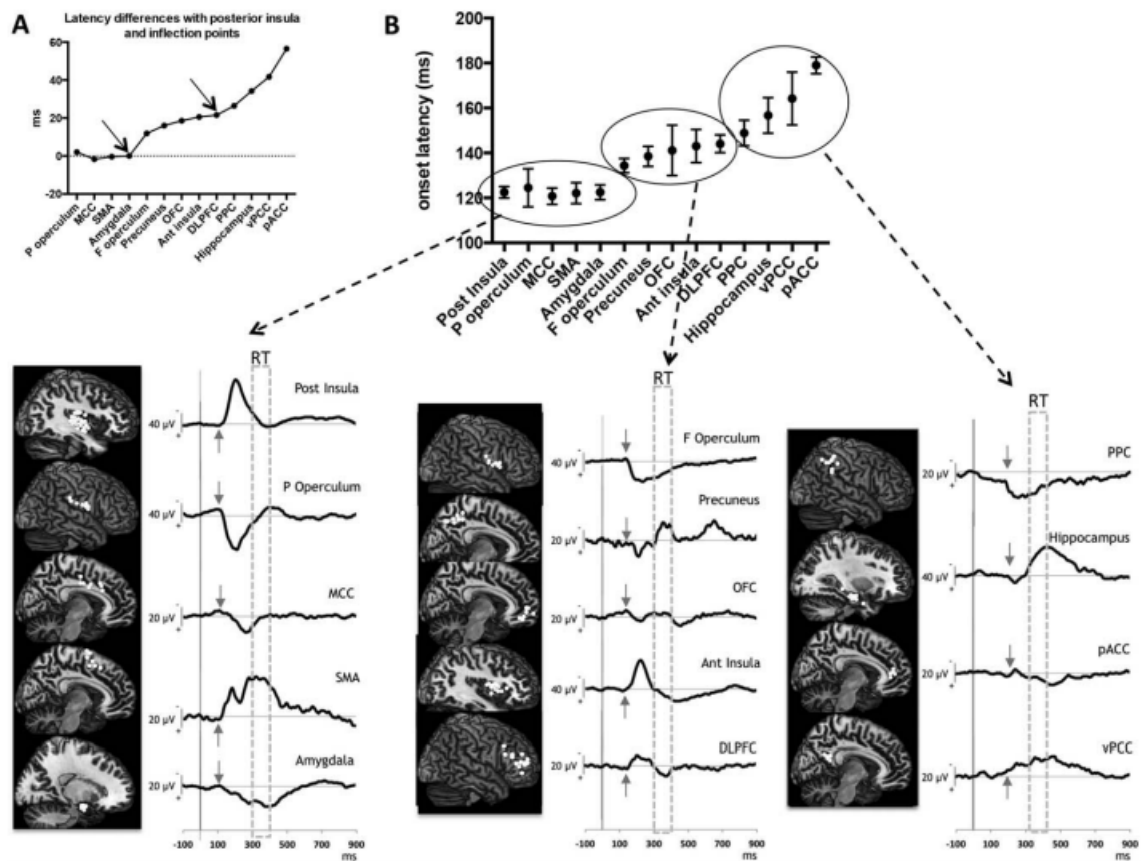 A
Latency differences with posterior insula
and inflection points
60
40
20
0
-20
ms
P operculum
MCC
SMA
Amygdala
F operculum
Precuneus
OFC
Ant insula
DLPFC
PPC
Hippocampus
vPCC
pACC
B
200
180
160
140
120
100
onset latency (ms)
Post Insula
P operculum
MCC
SMA
Amygdala
F operculum
Precuneus
OFC
Ant insula
DLPFC
PPC
Hippocampus
vPCC
pACC
RT
Post Insula
40 µV
- +
P Operculum
40 µV
- +
MCC
20 µV
- +
SMA
20 µV
- +
Amygdala
20 µV
- +
-100 100 300 500 700 900
ms
RT
F Operculum
40 µV
- +
Precuneus
20 µV
- +
OFC
20 µV
- +
Ant Insula
40 µV
- +
DLPFC
20 µV
- +
-100 100 300 500 700 900
ms
RT
PPC
20 µV
- +
Hippocampus
40 µV
- +
pACC
20 µV
- +
vPCC
20 µV
- +
-100 100 300 500 700 900
ms